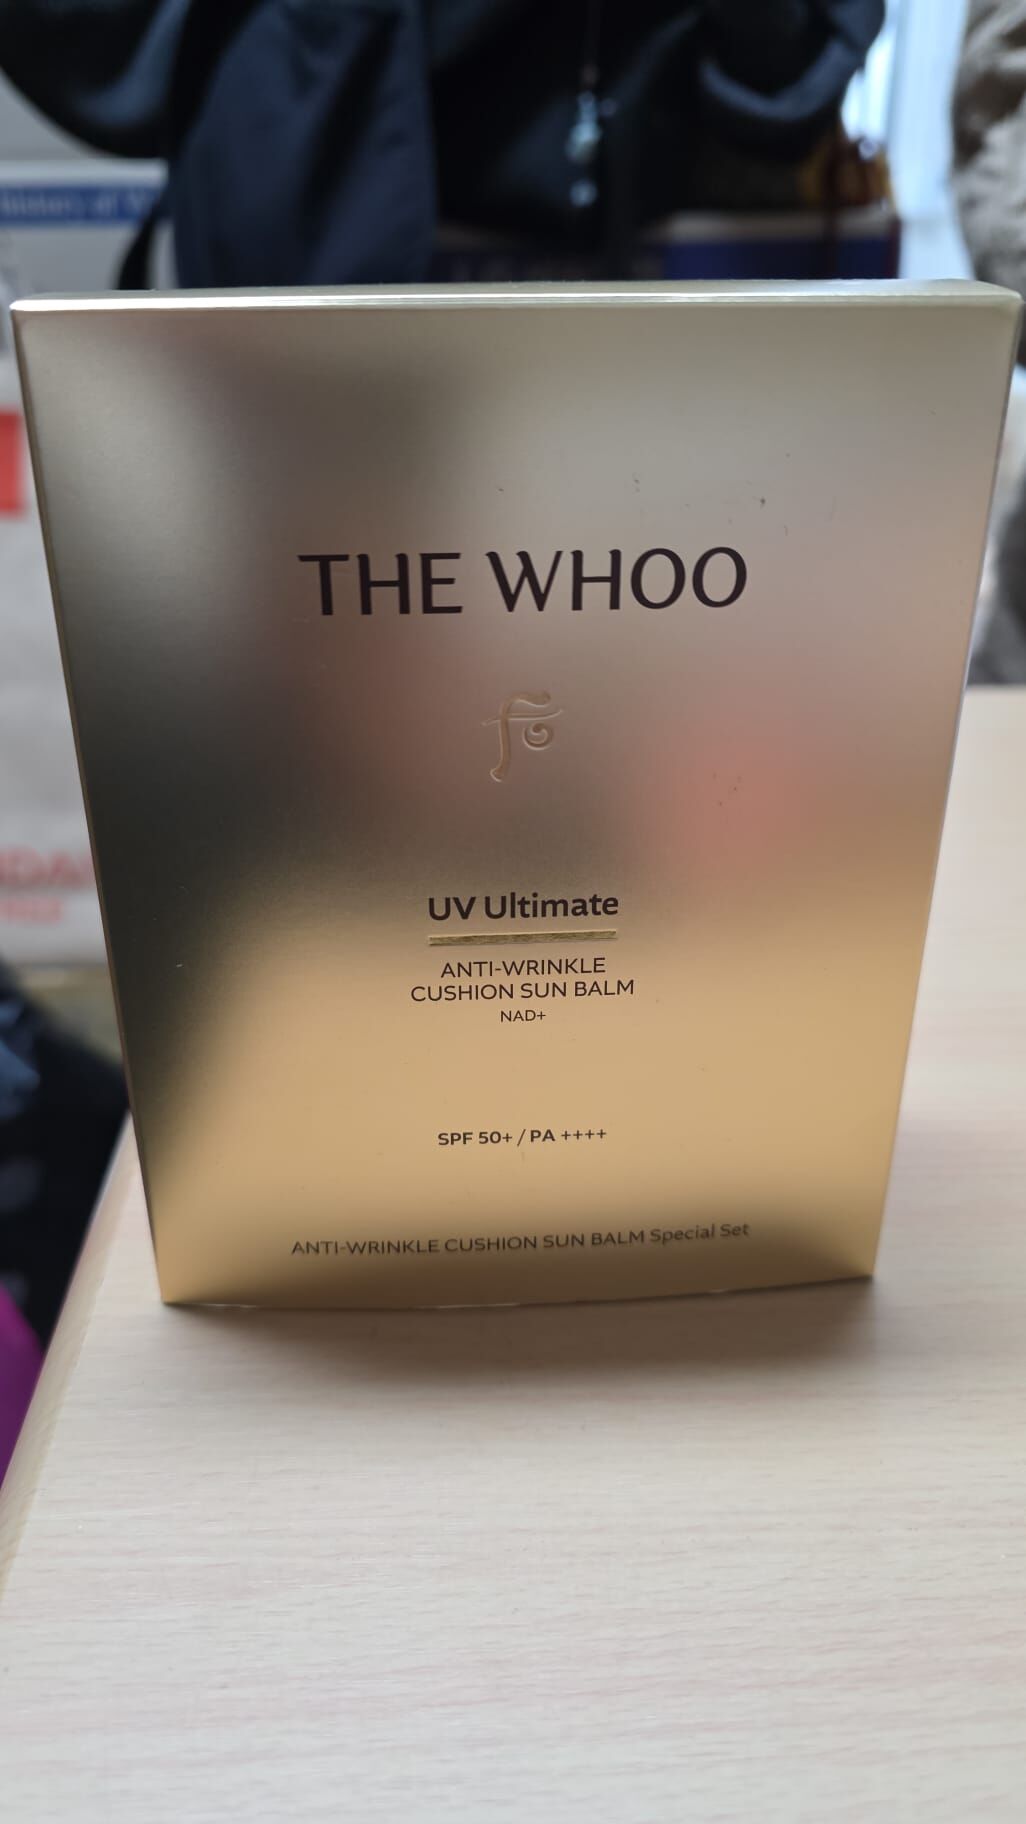 THE WHOO
UV Ultimate
ANTI-WRINKLE
CUSHION SUN BALM
NAD+
SPF 50+ / PA ++++
ANTI-WRINKLE CUSHION SUN BALM Special Set